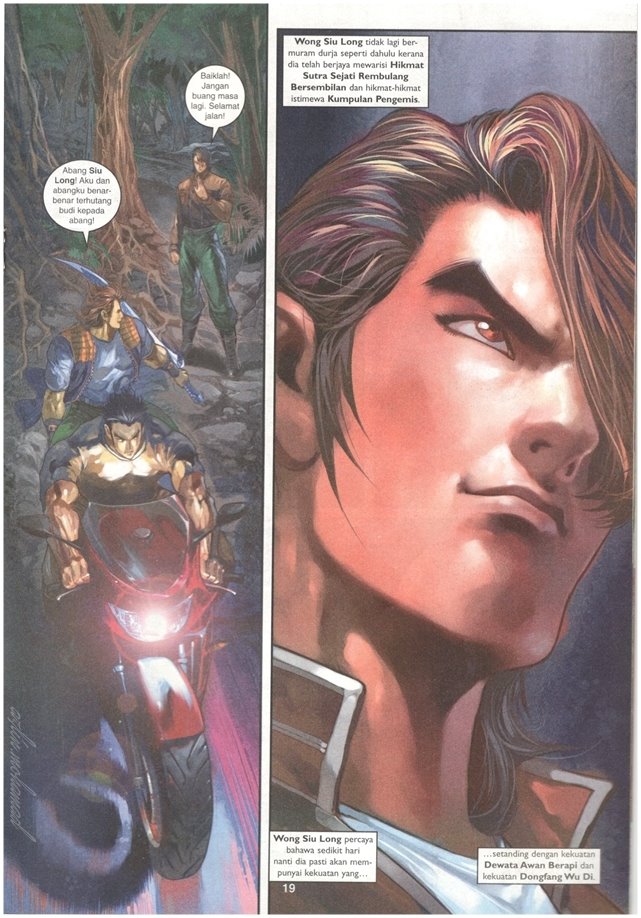 Baiklah!
Jangan
buang masa
lagi. Selamat
jalan!
Abang Siu
Long! Aku dan
abangku benar-
benar terhutang
budi kepada
abang!
Wong Siu Long tidak lagi ber-
muram durja seperti dahulu kerana
dia telah berjaya mewarisi Hikmat
Sutra Sejati Rembulang
Bersembilan dan hikmat-hikmat
istimewa Kumpulan Pengemis.
Wong Siu Long percaya
bahawa sedikit hari
nanti dia pasti akan mem-
punyai kekuatan yang...
...setanding dengan kekuatan
Dewata Awan Berapi dan
kekuatan Dongfang Wu Di.
19